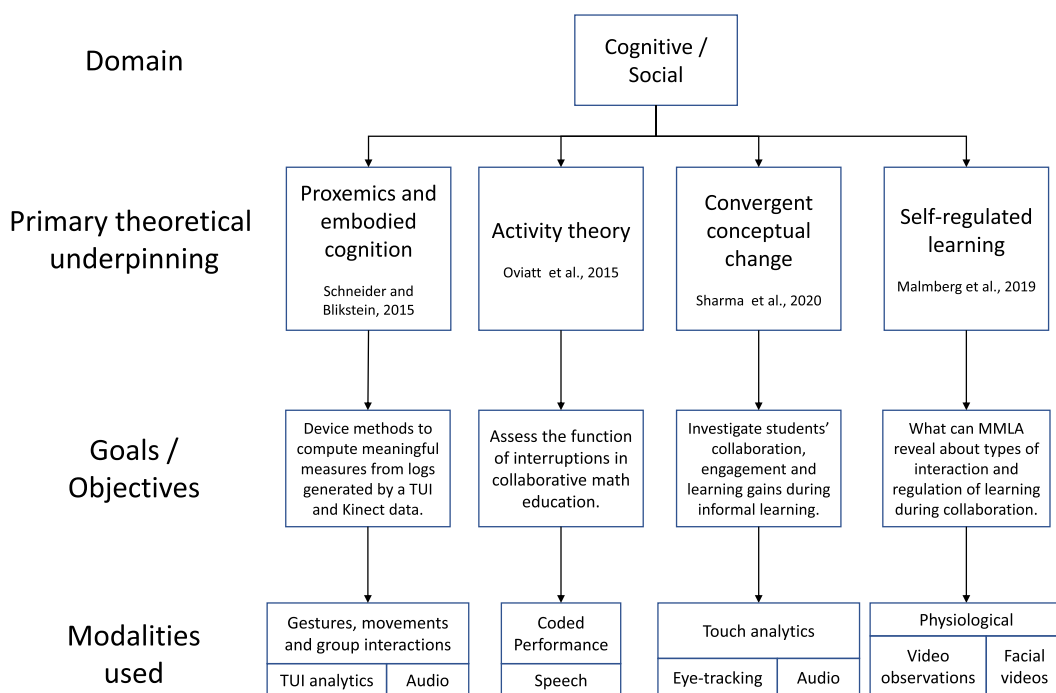 Domain
Cognitive /
Social
Primary theoretical
underpinning
Proxemics and
embodied
cognition
Schneider and
Blikstein, 2015
Activity theory
Oviatt et al., 2015
Convergent
conceptual
change
Sharma et al., 2020
Self-regulated
learning
Malmberg et al., 2019
Goals /
Objectives
Device methods to
compute meaningful
measures from logs
generated by a TUI
and Kinect data.
Assess the function
of interruptions in
collaborative math
education.
Investigate students’
collaboration,
engagement and
learning gains during
informal learning.
What can MMLA
reveal about types of
interaction and
regulation of learning
during collaboration.
Modalities
used
Gestures, movements
and group interactions
TUI analytics
Audio
Coded
Performance
Speech
Touch analytics
Eye-tracking
Audio
Physiological
Video
observations
Facial
videos